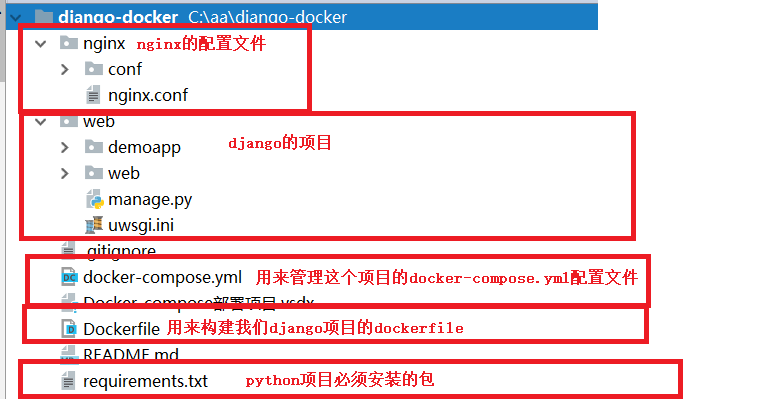 django-docker C:\aa\django-docker
nginx nginx的配置文件
conf
nginx.conf
web
demoapp django的项目
web
manage.py
uwsgi.ini
.gitignore
docker-compose.yml 用来管理这个项目的docker-compose.yml配置文件
Docker-compose部署项目.vsdx
Dockerfile 用来构建我们django项目的dockerfile
README.md
requirements.txt python项目必须安装的包